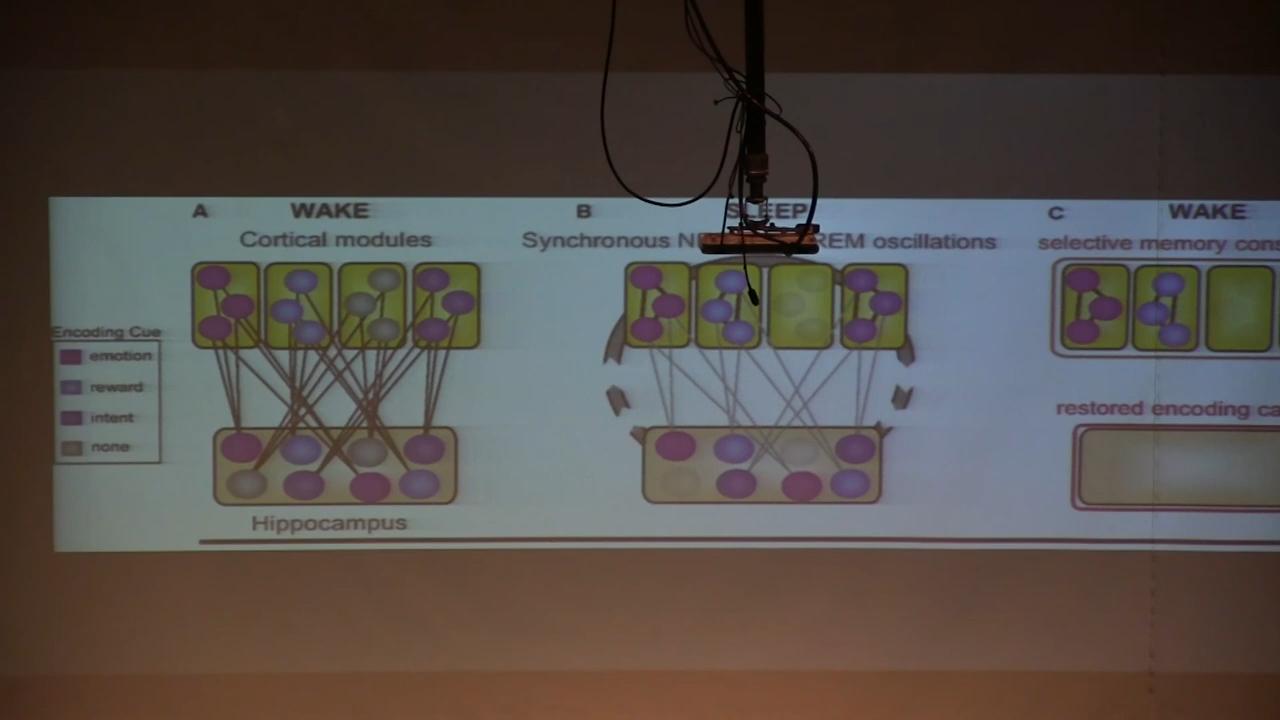 A WAKE
Cortical modules
Encoding Cue
emotion
reward
intent
none
Hippocampus
B SLEEP
Synchronous REM oscillations
C WAKE
selective memory cons
restored encoding ca